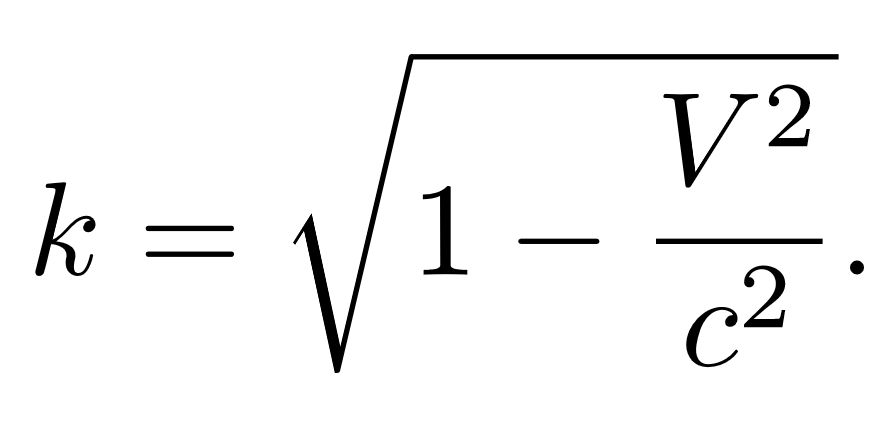 k = √(1 − V²/c²).